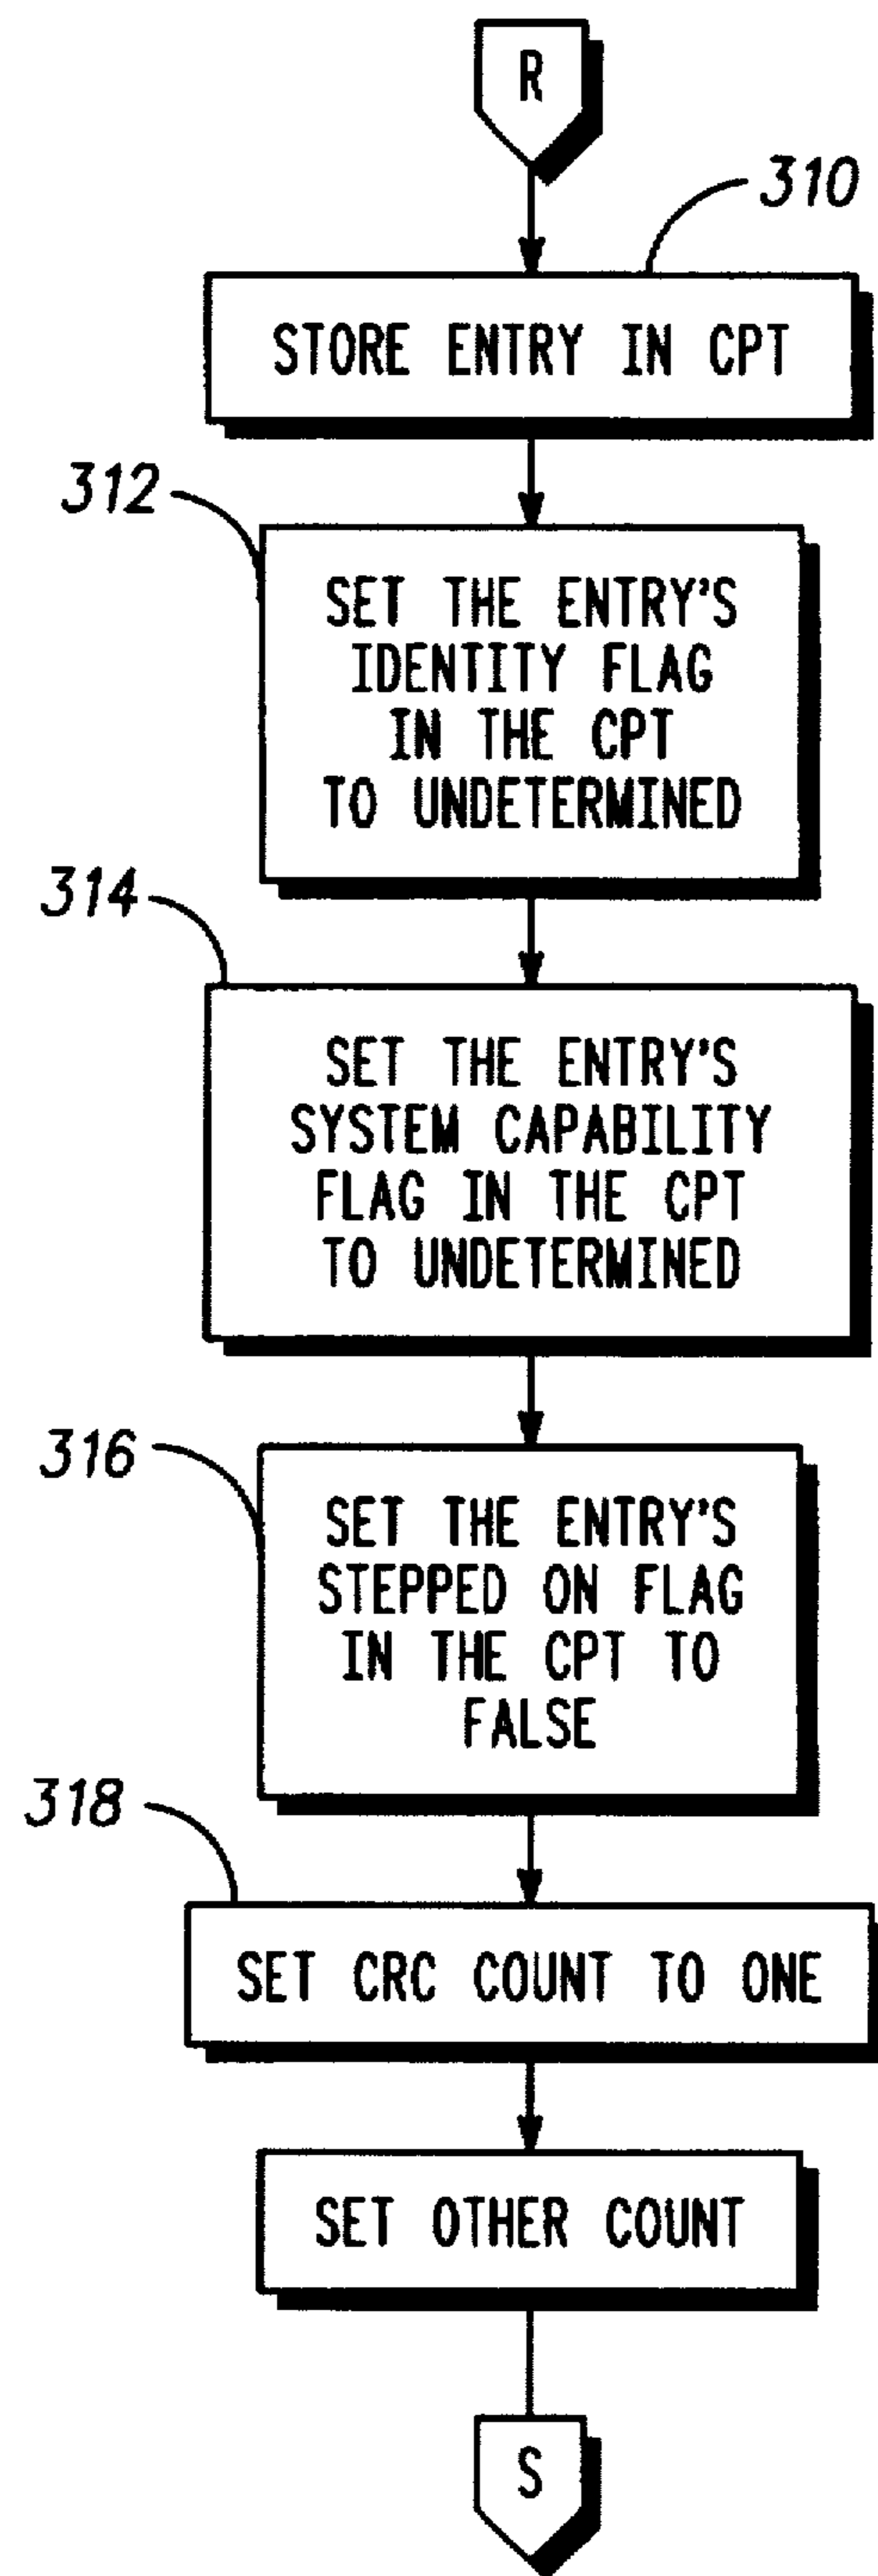 R
310
STORE ENTRY IN CPT
312
SET THE ENTRY'S
IDENTITY FLAG
IN THE CPT
TO UNDETERMINED
314
SET THE ENTRY'S
SYSTEM CAPABILITY
FLAG IN THE CPT
TO UNDETERMINED
316
SET THE ENTRY'S
STEPPED ON FLAG
IN THE CPT TO
FALSE
318
SET CRC COUNT TO ONE
SET OTHER COUNT
S